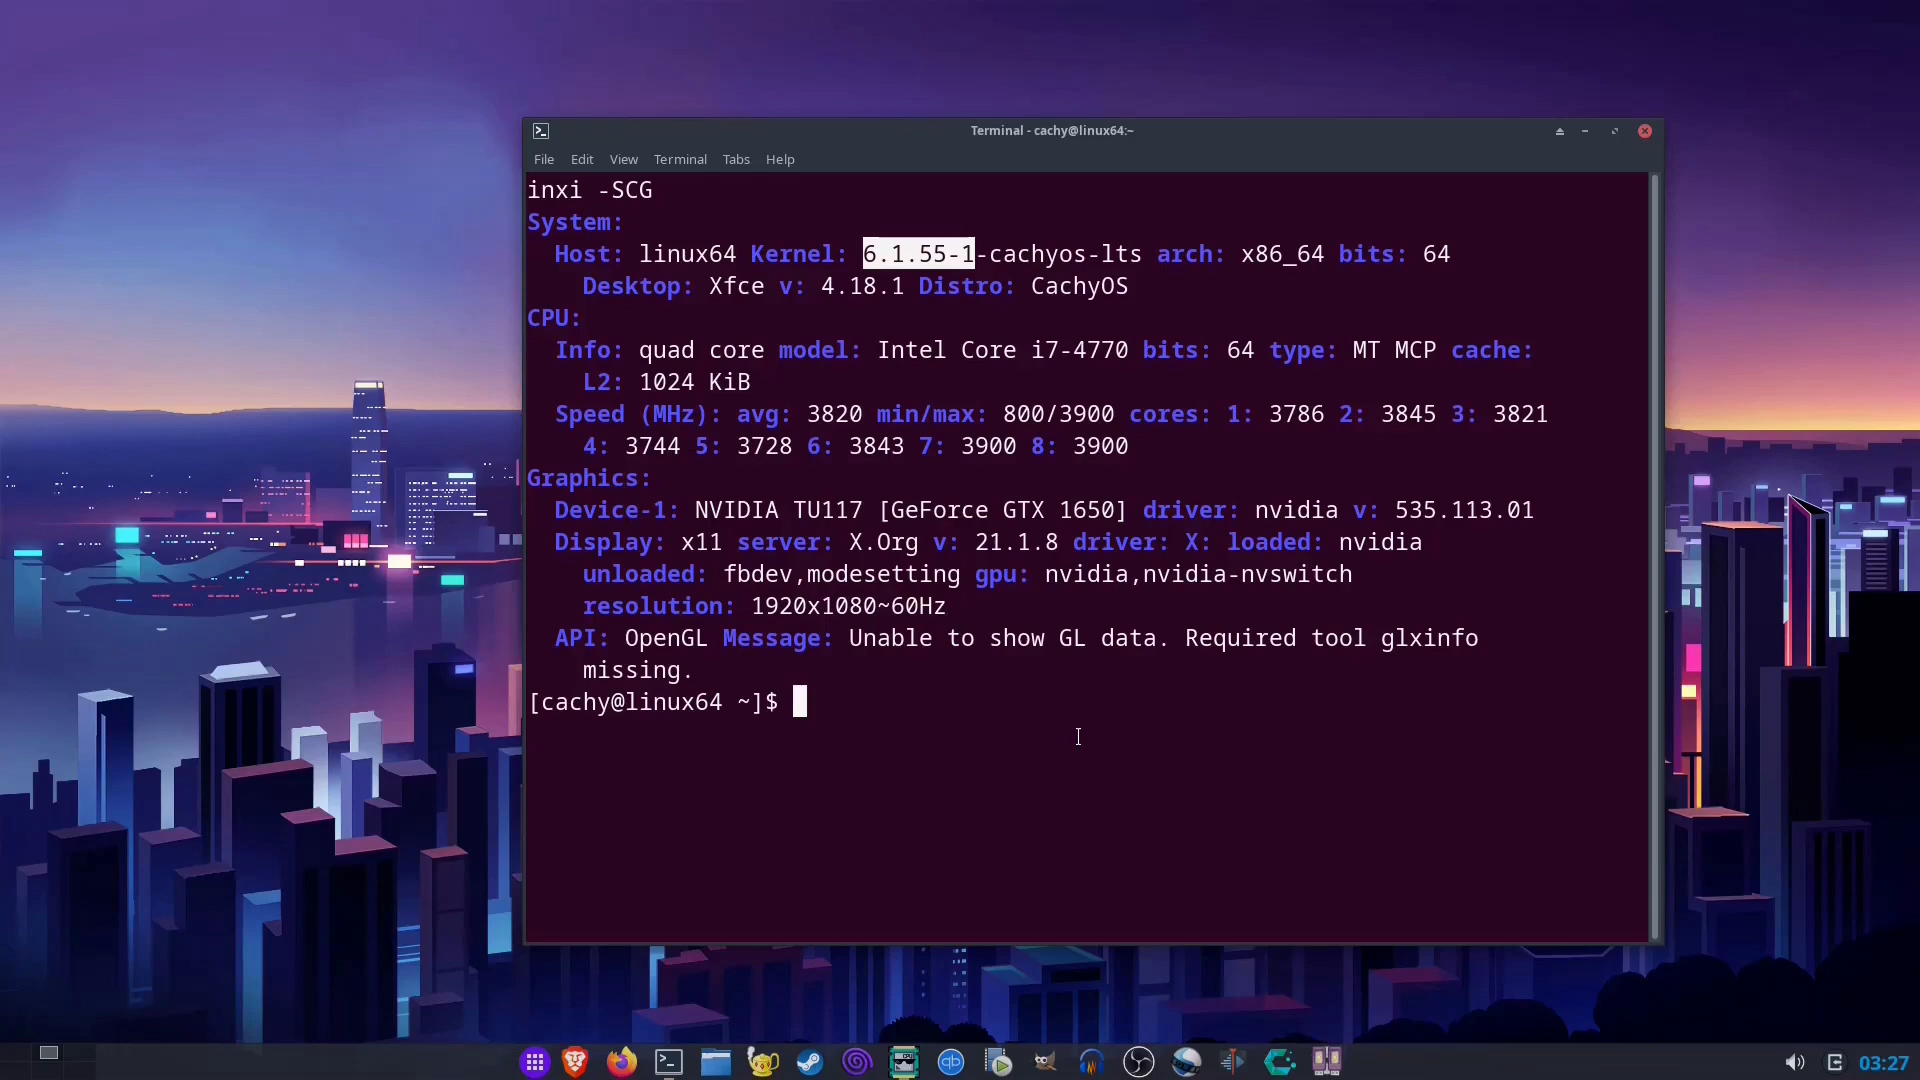 Terminal - cachy@linux64:~
File Edit View Terminal Tabs Help
inxi -SCG
System:
Host: linux64 Kernel: 6.1.55-1-cachyos-lts arch: x86_64 bits: 64
Desktop: Xfce v: 4.18.1 Distro: CachyOS
CPU:
Info: quad core model: Intel Core i7-4770 bits: 64 type: MT MCP cache:
L2: 1024 KiB
Speed (MHz): avg: 3820 min/max: 800/3900 cores: 1: 3786 2: 3845 3: 3821
4: 3744 5: 3728 6: 3843 7: 3900 8: 3900
Graphics:
Device-1: NVIDIA TU117 [GeForce GTX 1650] driver: nvidia v: 535.113.01
Display: x11 server: X.Org v: 21.1.8 driver: X: loaded: nvidia
unloaded: fbdev,modesetting gpu: nvidia,nvidia-nvswitch
resolution: 1920x1080~60Hz
API: OpenGL Message: Unable to show GL data. Required tool glxinfo
missing.
[cachy@linux64 ~]$
03:27